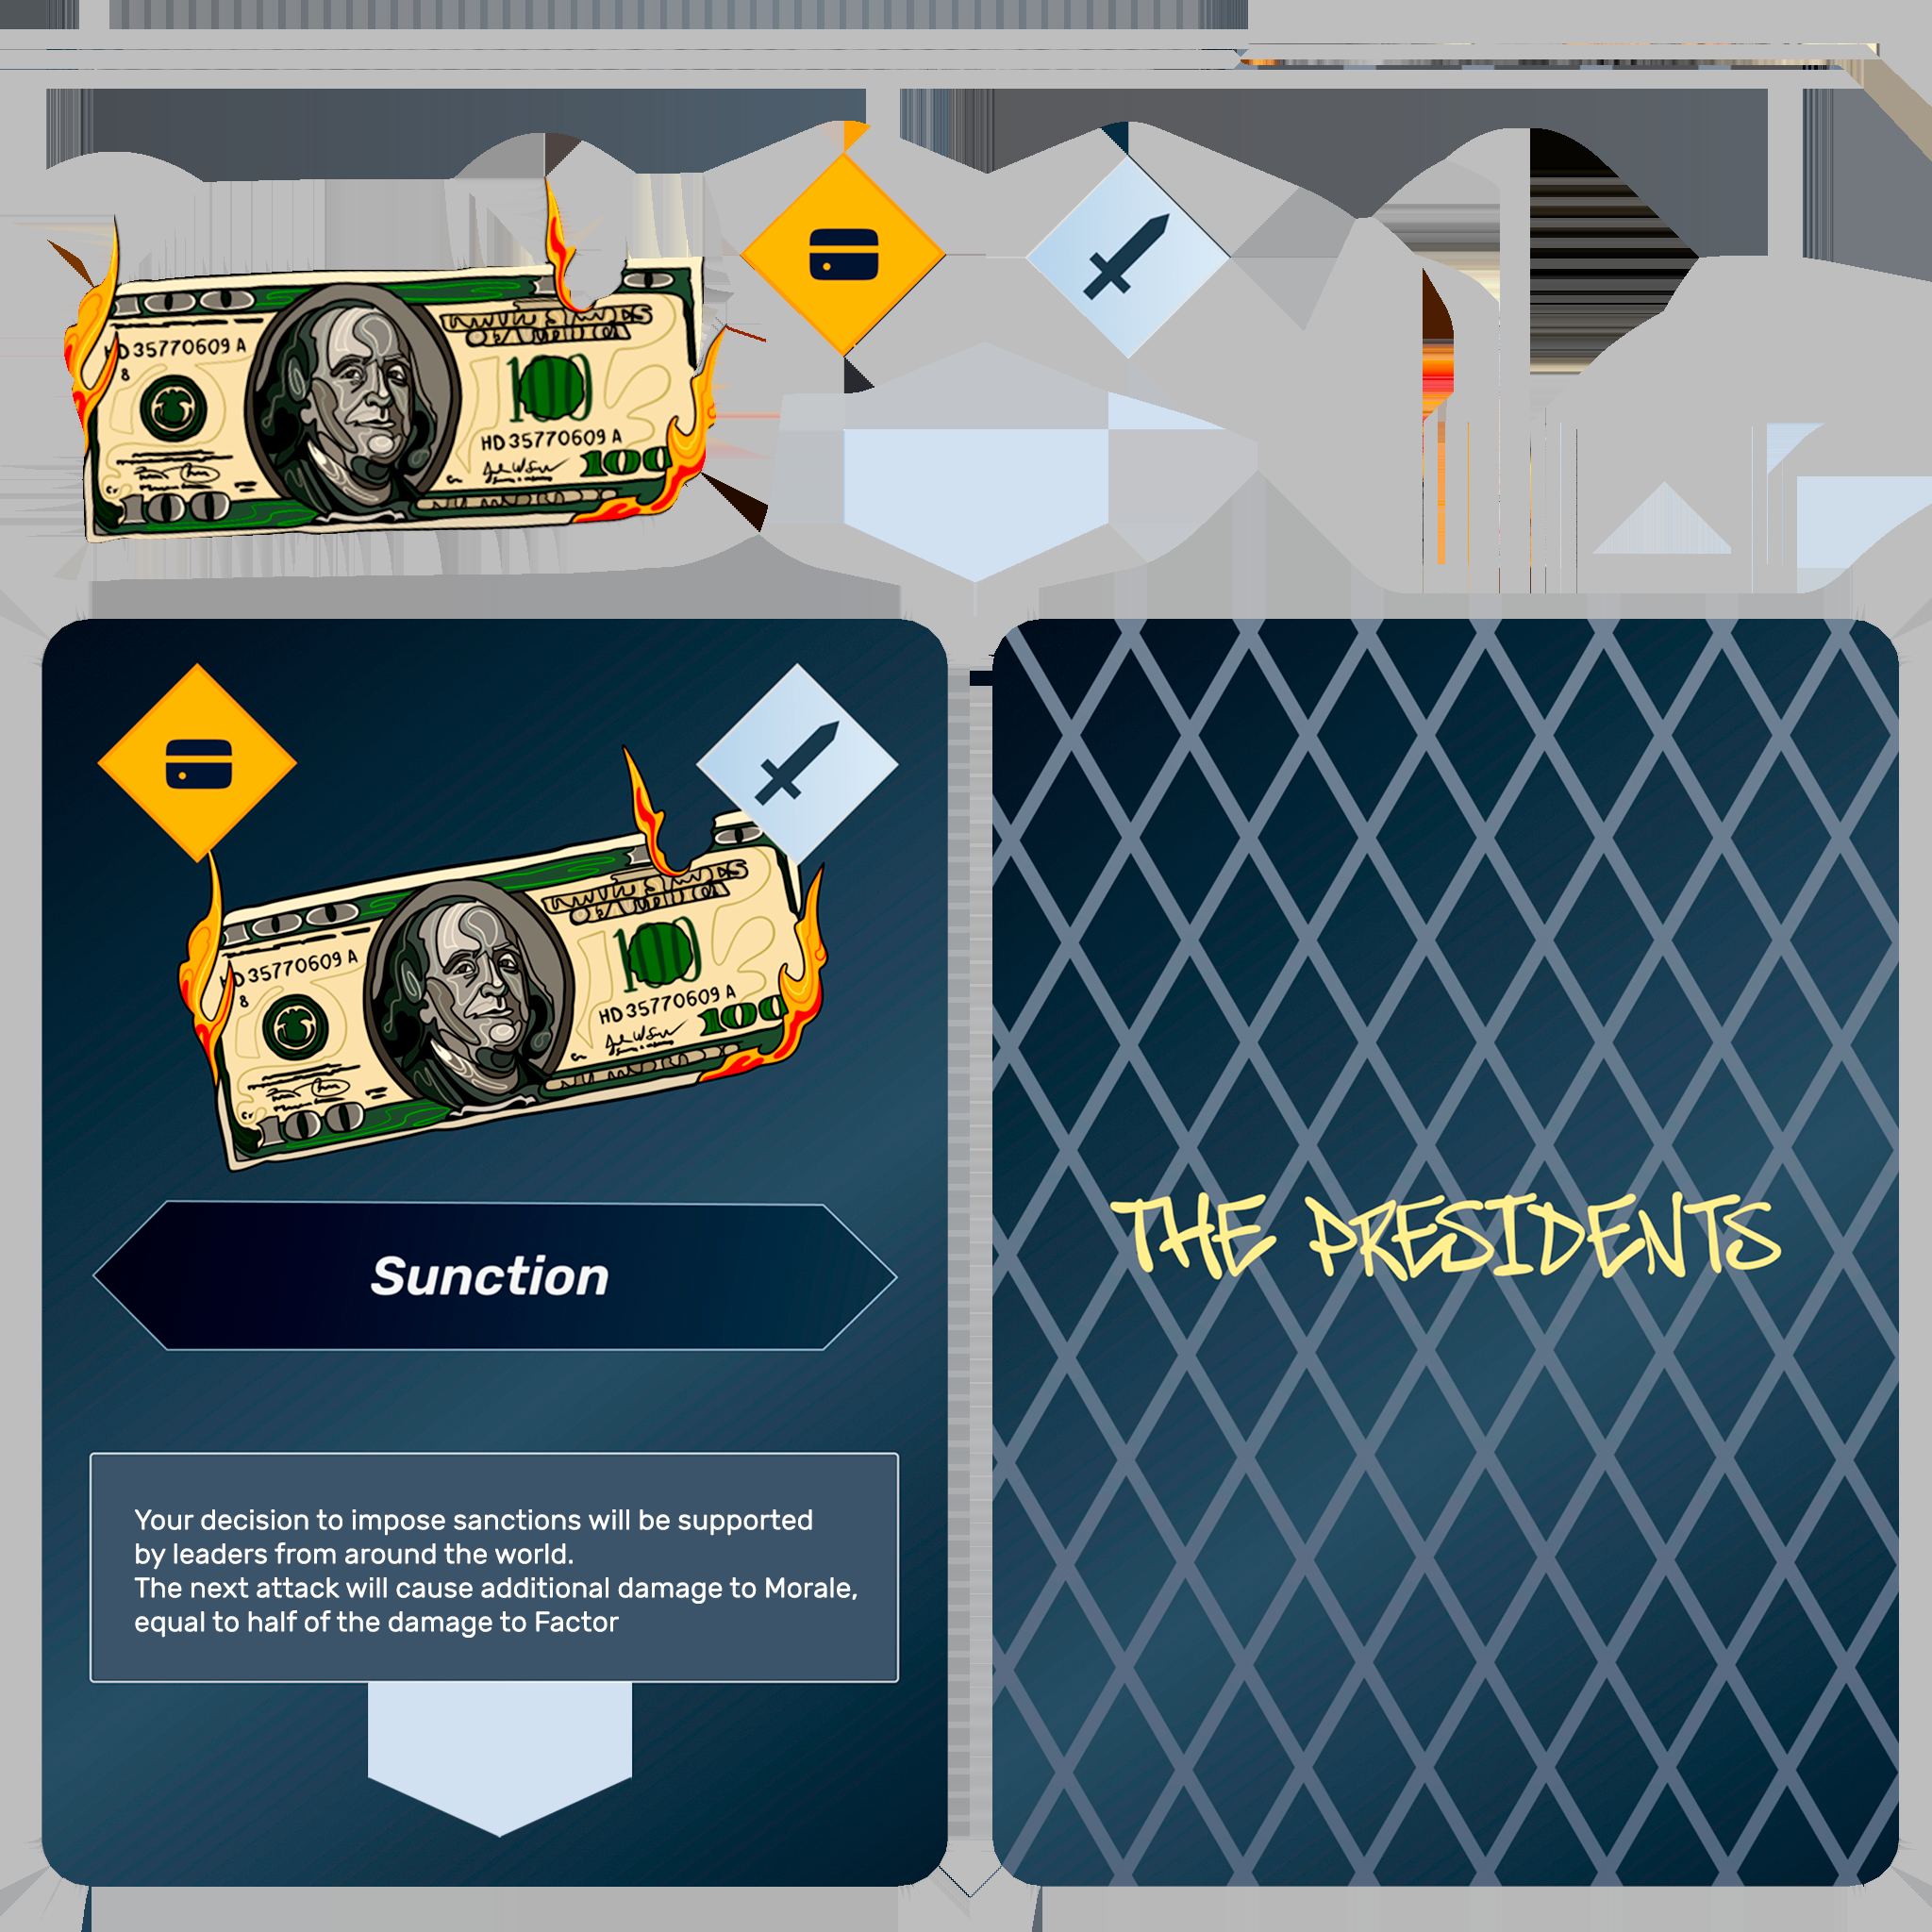 HD 35770609 A
8
100
HD 35770609 A
100
100
HD 35770609 A
8
100
HD 35770609 A
100
100
Sunction
Your decision to impose sanctions will be supported
by leaders from around the world.
The next attack will cause additional damage to Morale,
equal to half of the damage to Factor
THE PRESIDENTS